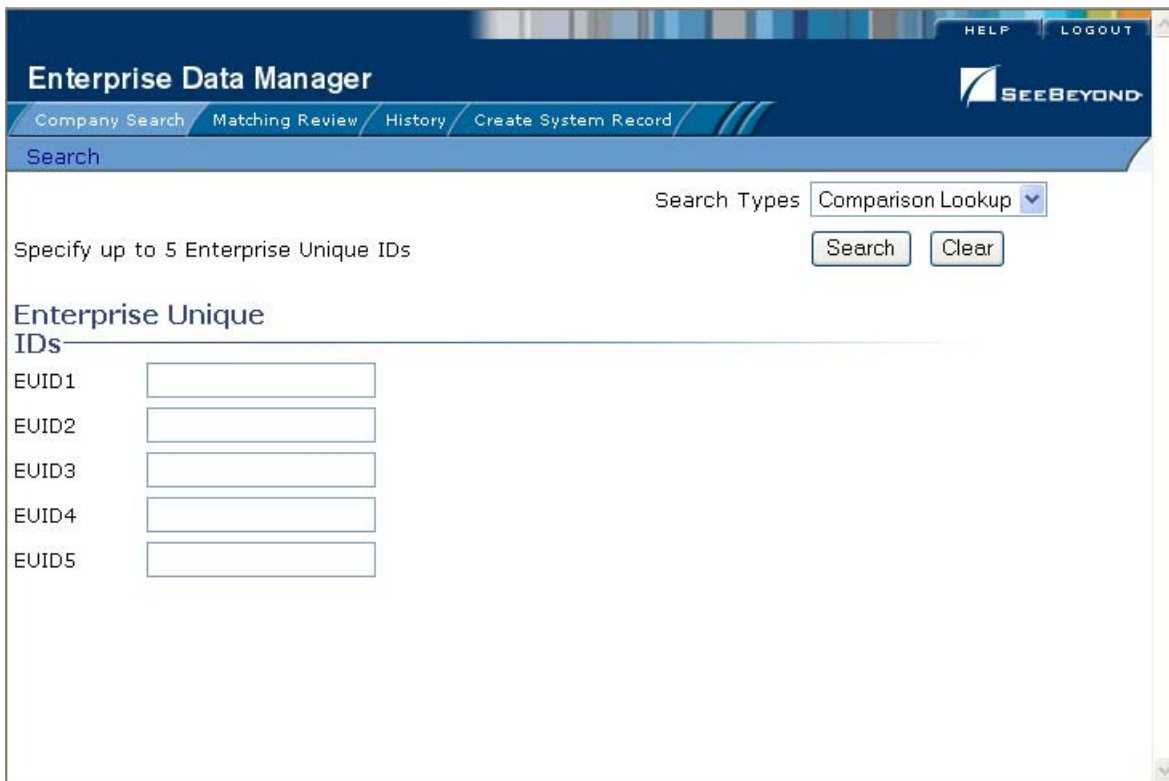 HELP LOGOUT
Enterprise Data Manager
SEEBEYOND
Company Search Matching Review History Create System Record
Search
Search Types Comparison Lookup
Specify up to 5 Enterprise Unique IDs Search Clear
Enterprise Unique
IDs
EUID1
EUID2
EUID3
EUID4
EUID5